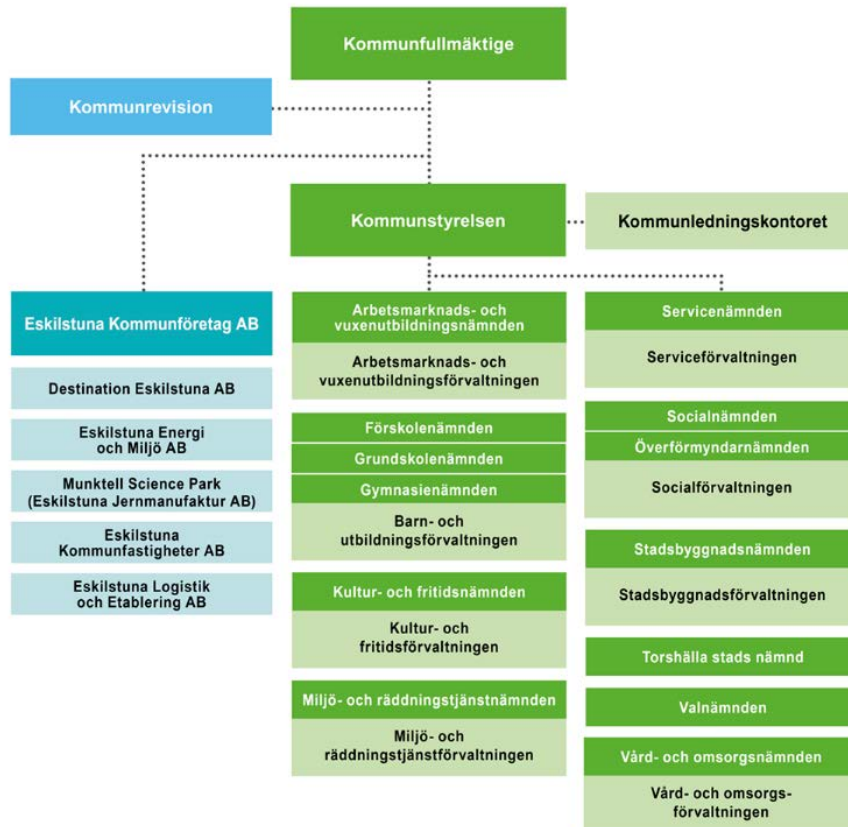 Kommunfullmäktige
Kommunrevision
Kommunstyrelsen
Kommunledningskontoret
Eskilstuna Kommunföretag AB
Destination Eskilstuna AB
Eskilstuna Energi
och Miljö AB
Munktell Science Park
(Eskilstuna Jernmanufaktur AB)
Eskilstuna
Kommunfastigheter AB
Eskilstuna Logistik
och Etablering AB
Arbetsmarknads- och
vuxenutbildningsnämnden
Arbetsmarknads- och
vuxenutbildningsförvaltningen
Förskolenämnden
Grundskolenämnden
Gymnasienämnden
Barn- och
utbildningsförvaltningen
Kultur- och fritidsnämnden
Kultur- och
fritidsförvaltningen
Miljö- och räddningstjänstnämnden
Miljö- och
räddningstjänstförvaltningen
Servicenämnden
Serviceförvaltningen
Socialnämnden
Överförmyndarnämnden
Socialförvaltningen
Stadsbyggnadsnämnden
Stadsbyggnadsförvaltningen
Torshälla stads nämnd
Valnämnden
Vård- och omsorgsnämnden
Vård- och omsorgs-
förvaltningen